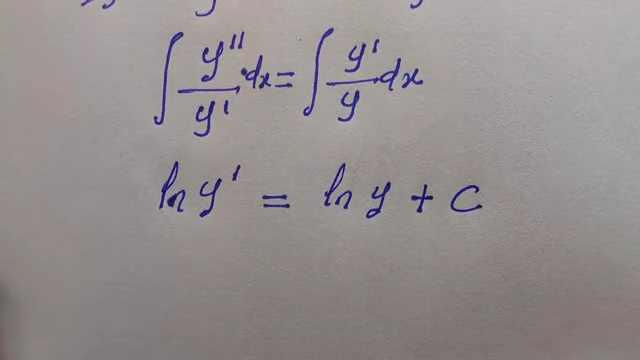 ∫ y''/y' · dx = ∫ y'/y dx
ln y' = ln y + C